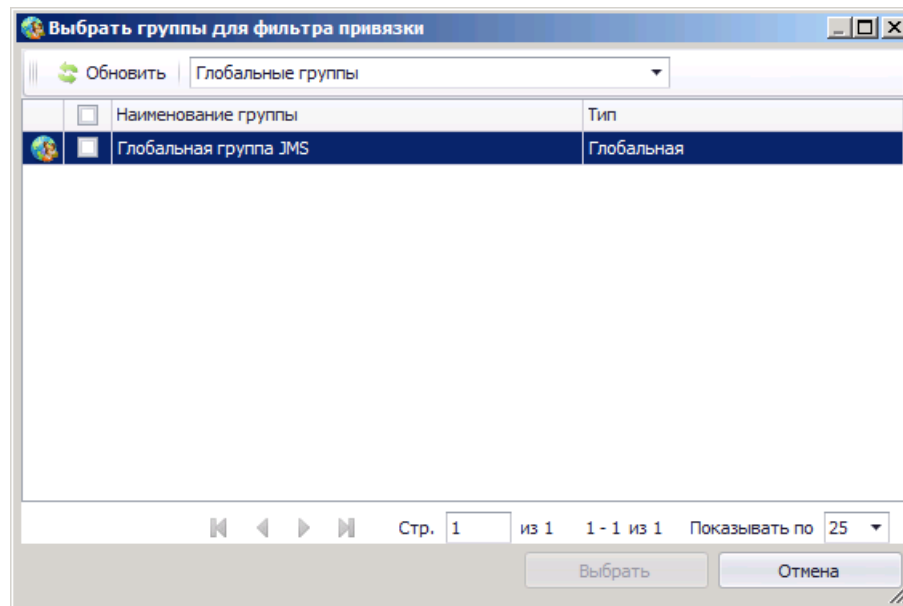 Выбрать группы для фильтра привязки
Обновить Глобальные группы
Наименование группы Тип
Глобальная группа JMS Глобальная
Стр. 1 из 1 1 - 1 из 1 Показывать по 25
Выбрать Отмена